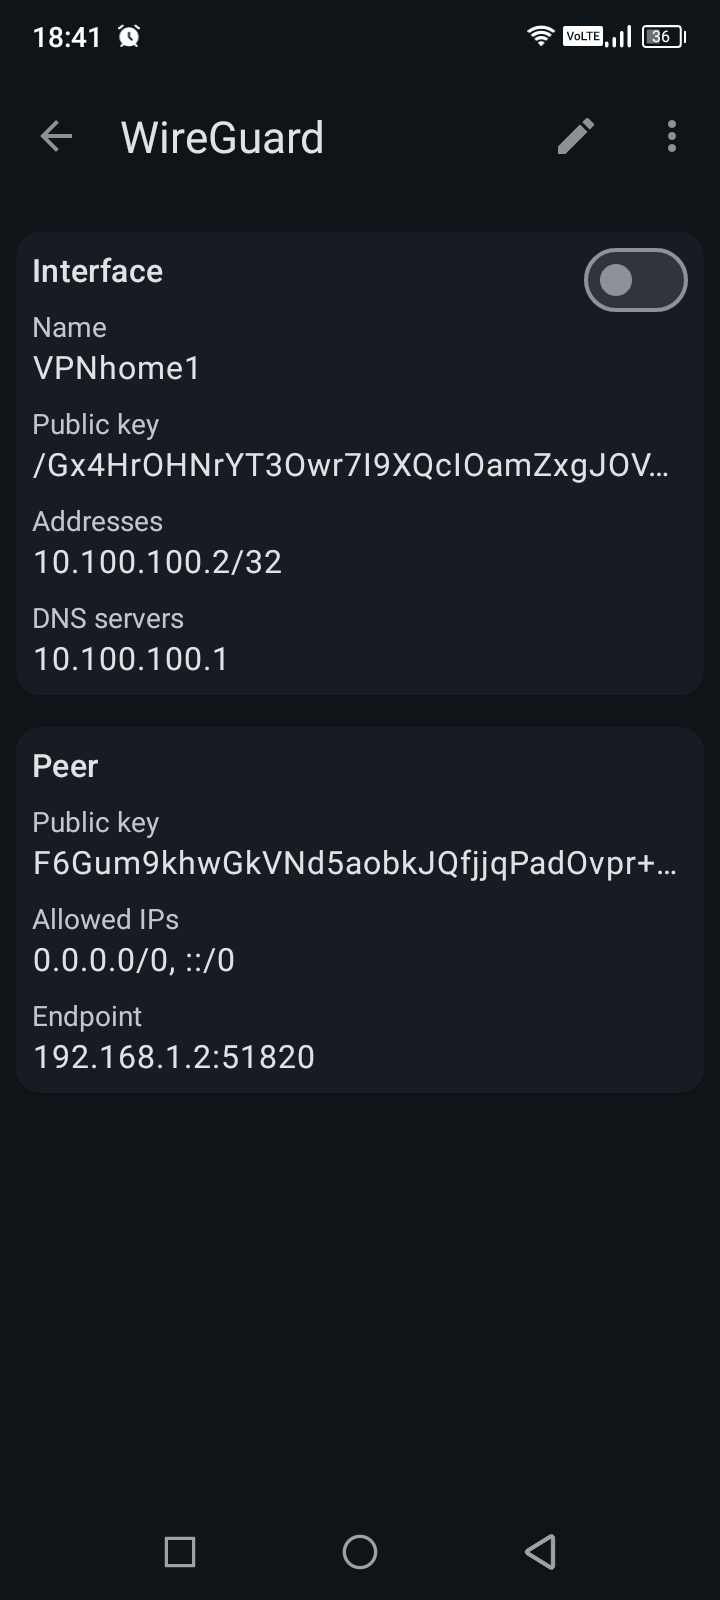 18:41
VoLTE
36
WireGuard
Interface
Name
VPNhome1
Public key
/Gx4HrOHNrYT3Owr7I9XQcIOamZxgJOV...
Addresses
10.100.100.2/32
DNS servers
10.100.100.1
Peer
Public key
F6Gum9khwGkVNd5aobkJQfjjqPadOvpr+...
Allowed IPs
0.0.0.0/0, ::/0
Endpoint
192.168.1.2:51820